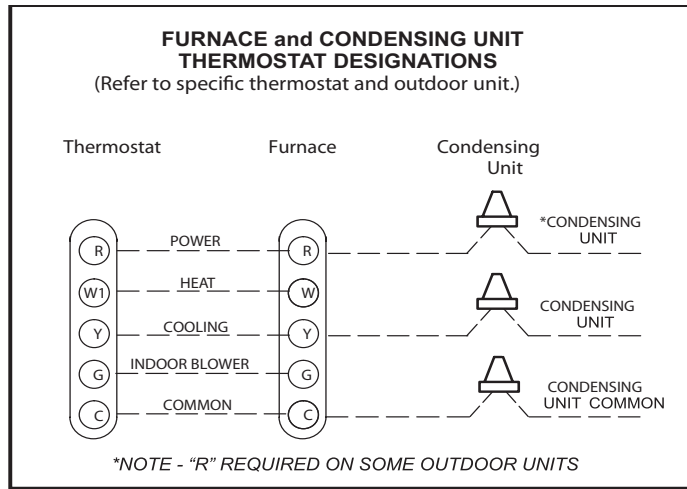 FURNACE and CONDENSING UNIT
THERMOSTAT DESIGNATIONS
(Refer to specific thermostat and outdoor unit.)
Thermostat Furnace Condensing
Unit
R POWER R *CONDENSING
UNIT
W1 HEAT W
Y COOLING Y CONDENSING
UNIT
G INDOOR BLOWER G
C COMMON C CONDENSING
UNIT COMMON
*NOTE - “R” REQUIRED ON SOME OUTDOOR UNITS